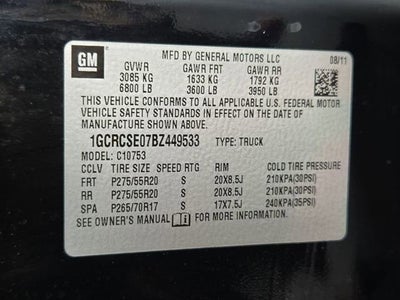 GM MFD BY GENERAL MOTORS LLC 08/11
GVWR GAWR FRT GAWR RR
3085 KG 1633 KG 1792 KG
6800 LB 3600 LB 3950 LB
THIS VEHICLE CONFORMS TO ALL APPLICABLE U.S. FEDERAL MOTOR
VEHICLE SAFETY, BUMPER, AND THEFT PREVENTION STANDARDS
IN EFFECT ON THE DATE OF MANUFACTURE SHOWN ABOVE.
1GCRCSE07BZ449533 TYPE: TRUCK
MODEL: C10753
CCLV TIRE SIZE SPEED RTG RIM COLD TIRE PRESSURE
FRT P275/55R20 S 20X8.5J 210KPA(30PSI)
RR P275/55R20 S 20X8.5J 210KPA(30PSI)
SPA P265/70R17 S 17X7.5J 240KPA(35PSI)
SEE OWNER'S MANUAL FOR MORE INFORMATION.